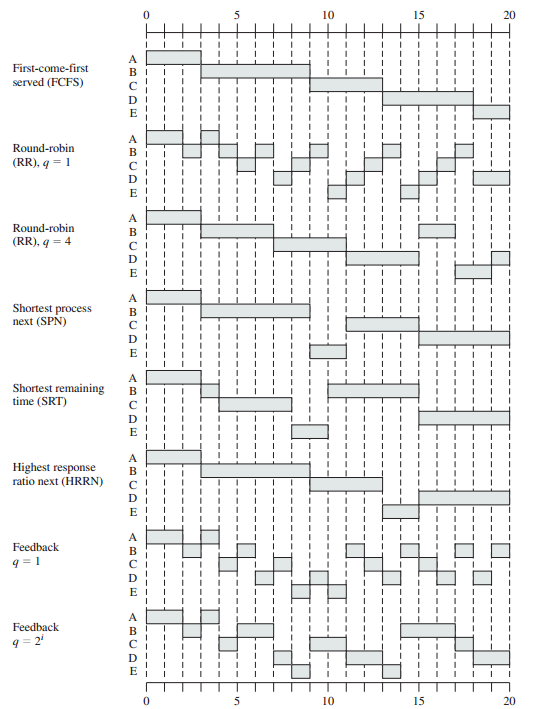 0 5 10 15 20
A
First-come-first
B
served (FCFS)
C
D
E
A
Round-robin
B
(RR), q = 1
C
D
E
A
Round-robin
B
(RR), q = 4
C
D
E
A
Shortest process
B
next (SPN)
C
D
E
A
Shortest remaining
B
time (SRT)
C
D
E
A
Highest response
B
ratio next (HRRN)
C
D
E
A
Feedback
B
q = 1
C
D
E
A
Feedback
B
q = 2^i
C
D
E
0 5 10 15 20